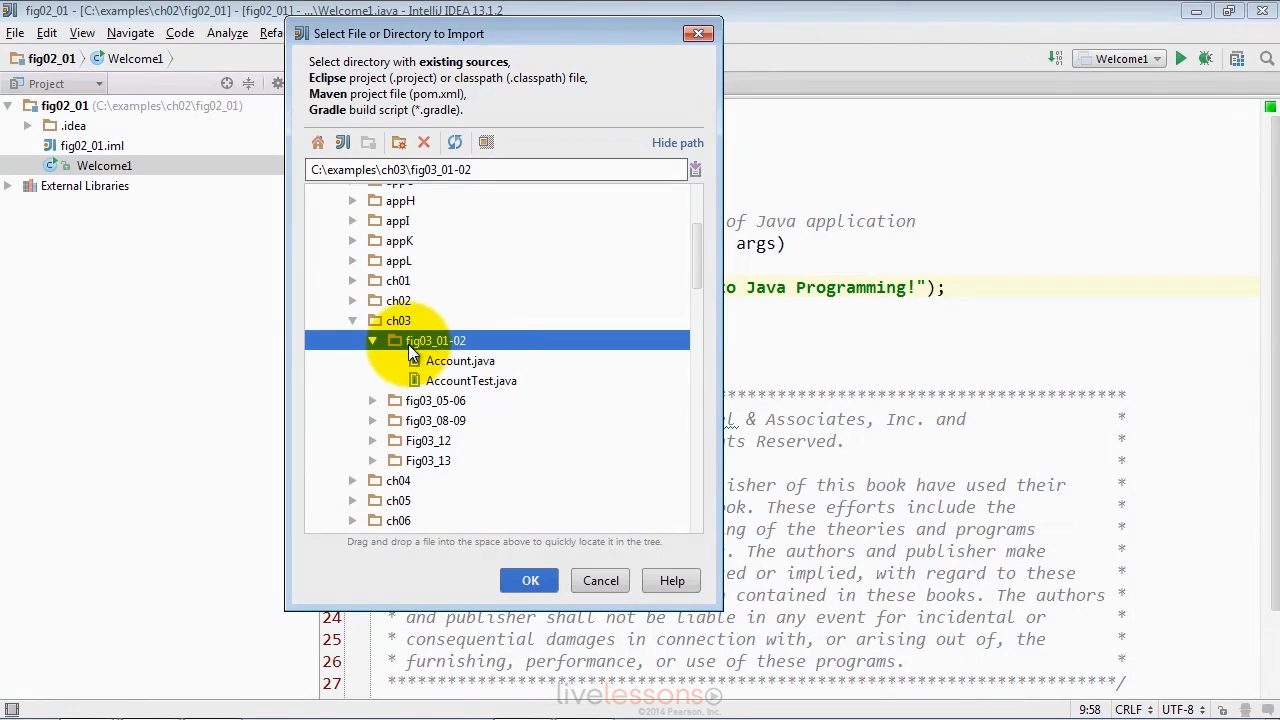 fig02_01 - [C:\examples\ch02\fig02_01] - [fig02_01] - ...\Welcome1.java - IntelliJ IDEA 13.1.2
File Edit View Navigate Code Analyze Refa
fig02_01 Welcome1
Welcome1
Project
fig02_01 (C:\examples\ch02\fig02_01)
.idea
fig02_01.iml
Welcome1
External Libraries
Select File or Directory to Import
Select directory with existing sources,
Eclipse project (.project) or classpath (.classpath) file,
Maven project file (pom.xml),
Gradle build script (*.gradle).
Hide path
C:\examples\ch03\fig03_01-02
appH
appI
appK
appL
ch01
ch02
ch03
fig03_01-02
Account.java
AccountTest.java
fig03_05-06
fig03_08-09
Fig03_12
Fig03_13
ch04
ch05
ch06
Drag and drop a file into the space above to quickly locate it in the tree.
OK Cancel Help
of Java application
args)
to Java Programming!");
**************************************
& Associates, Inc. and *
ts Reserved. *
*
isher of this book have used their *
ok. These efforts include the *
ing of the theories and programs *
. The authors and publisher make *
ed or implied, with regard to these *
contained in these books. The authors *
24 * and publisher shall not be liable in any event for incidental or *
25 * consequential damages in connection with, or arising out of, the *
26 * furnishing, performance, or use of these programs. *
27 *************************************************************************/
livelessons
©2014 Pearson, Inc.
9:58 CRLF UTF-8